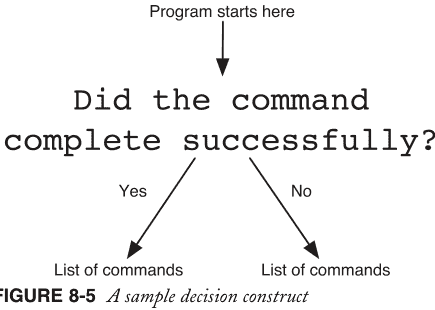 Program starts here
Did the command
complete successfully?
Yes No
List of commands List of commands
FIGURE 8-5 A sample decision construct